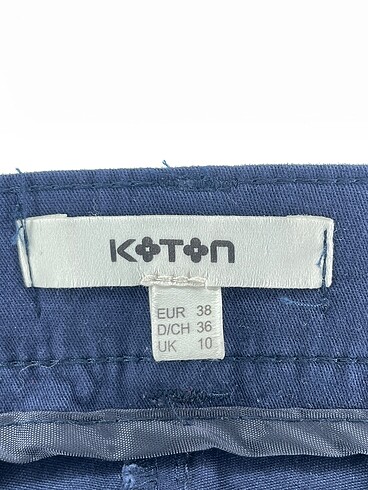 KOTON
EUR 38
D/CH 36
UK 10